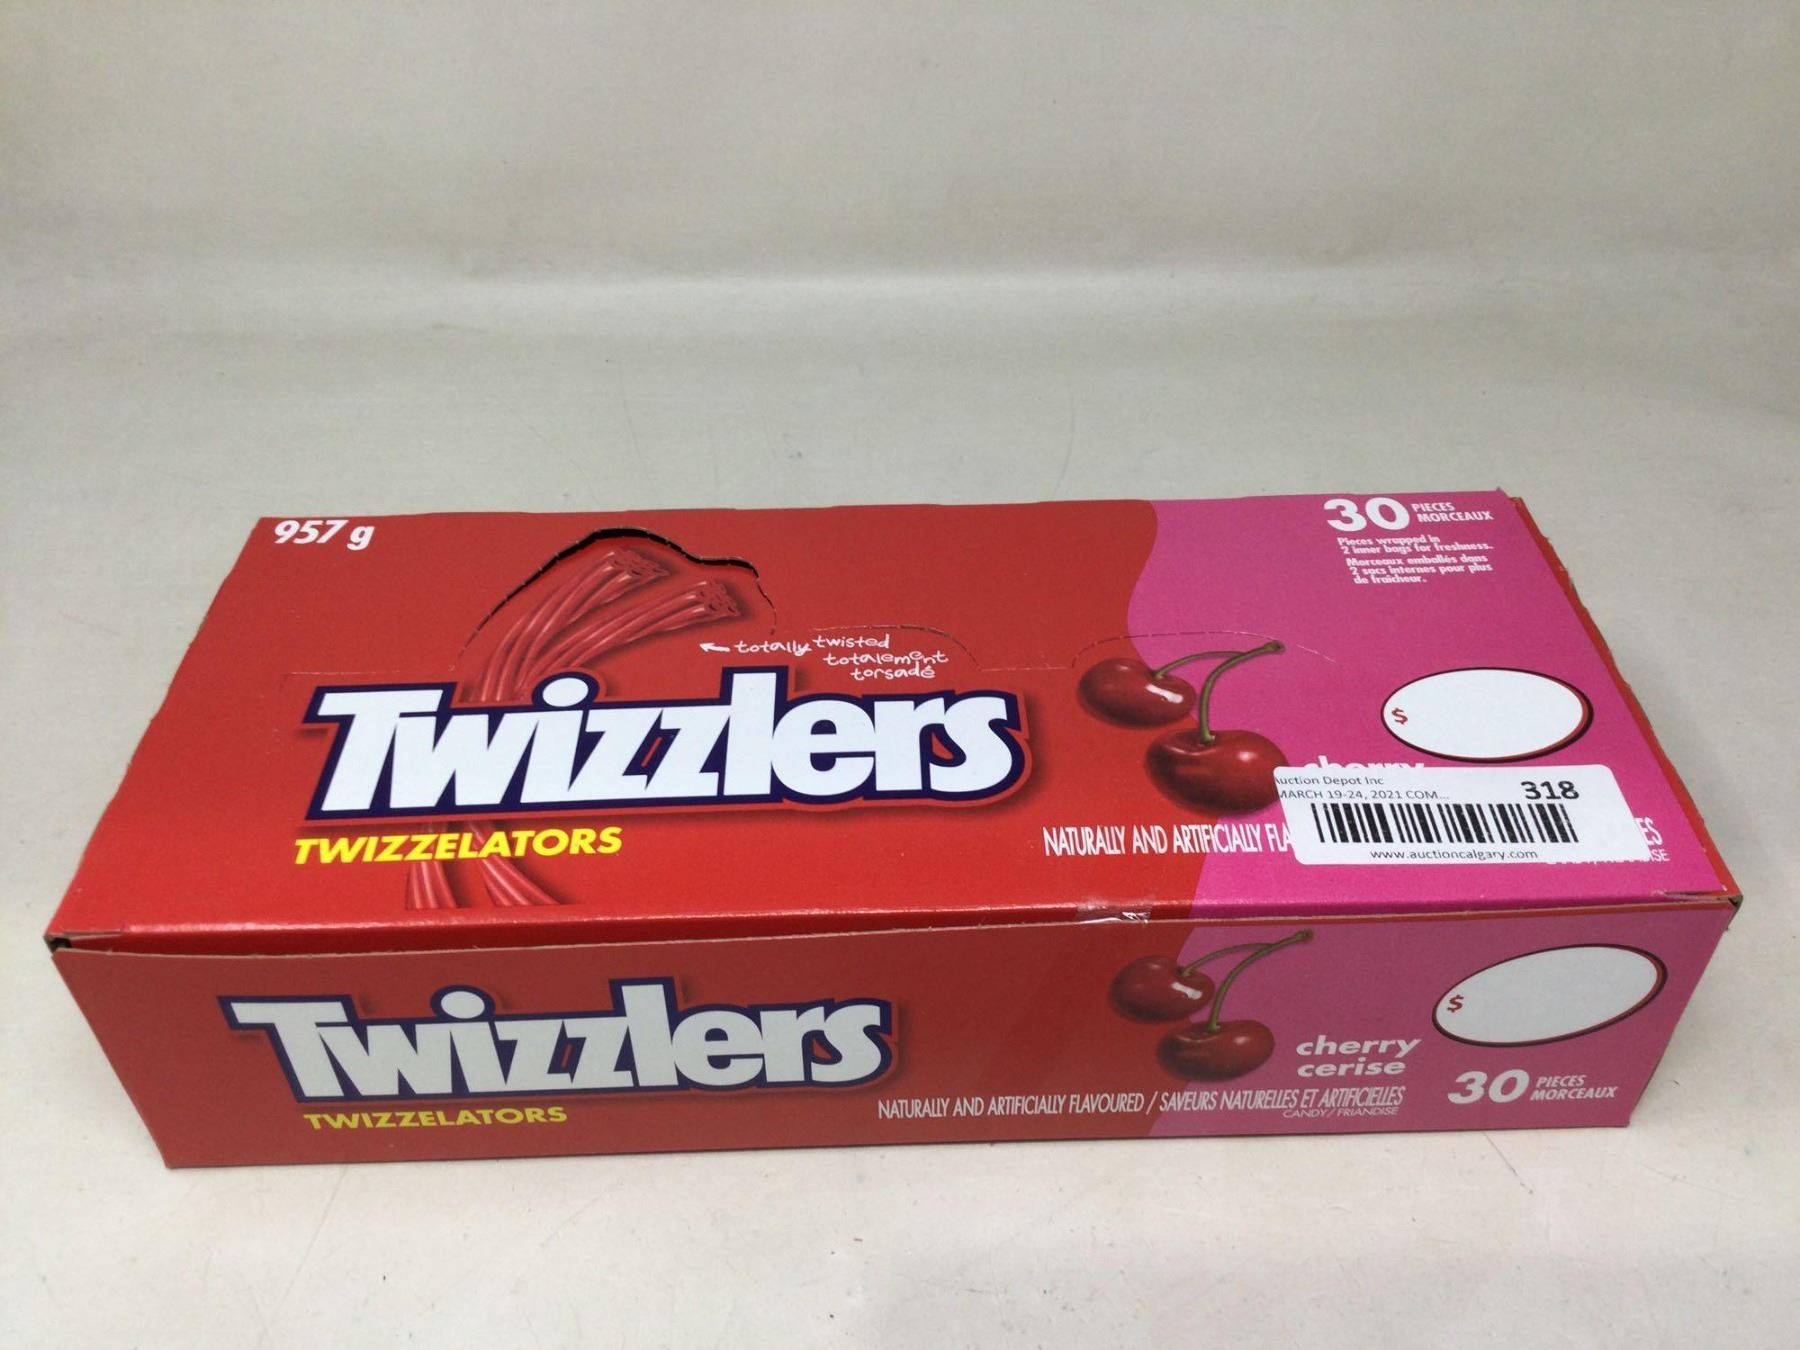 957 g
30 PIECES
MORCEAUX
Pieces wrapped in
2 inner bags for freshness.
Morceaux emballés dans
2 sacs internes pour plus
de fraîcheur.
totally twisted
totalement
torsadé
Twizzlers
TWIZZELATORS
$
cherry
NATURALLY AND ARTIFICIALLY
uction Depot Inc
MARCH 19-24, 2021 COM...
318
www.auctioncalgary.com
Twizzlers
TWIZZELATORS
$
cherry
cerise
NATURALLY AND ARTIFICIALLY FLAVOURED / SAVEURS NATURELLES ET ARTIFICIELLES
CANDY / FRIANDISE
30 PIECES
MORCEAUX